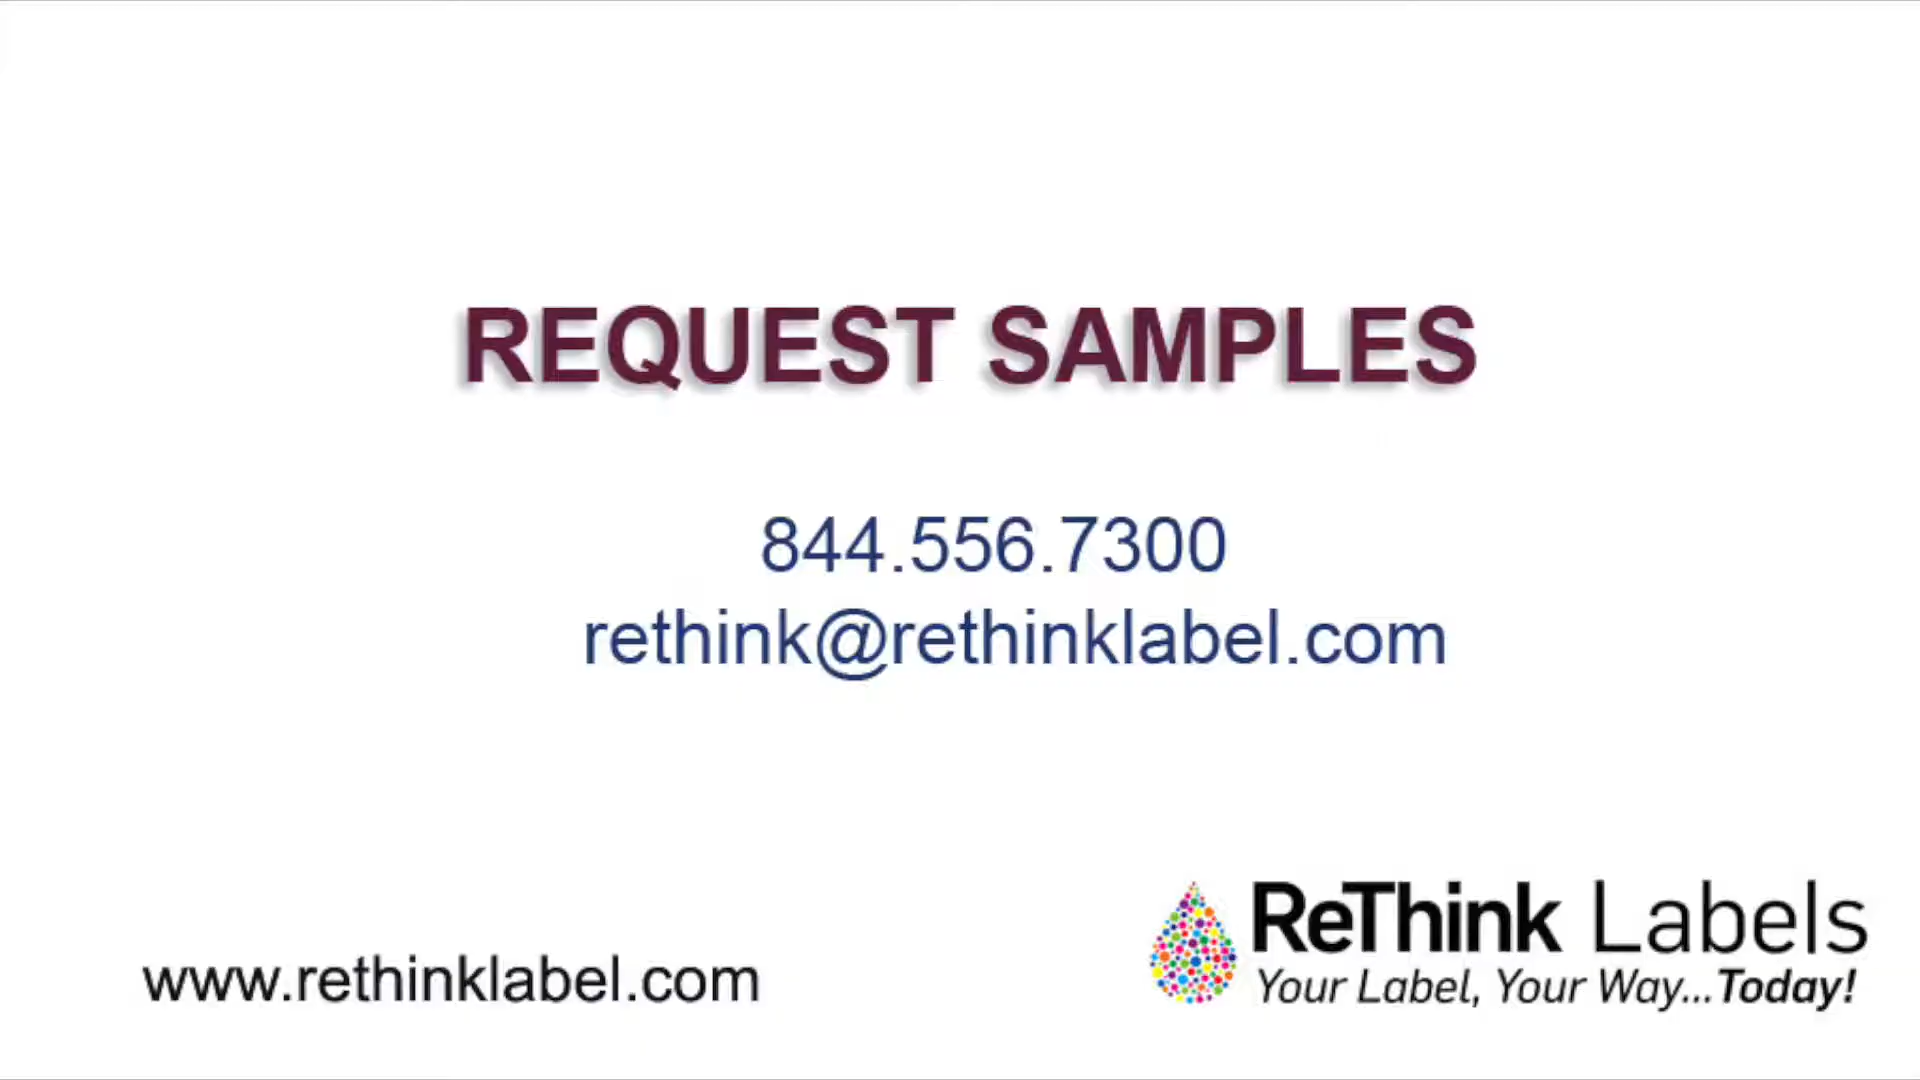 REQUEST SAMPLES
844.556.7300
rethink@rethinklabel.com
www.rethinklabel.com
ReThink Labels
Your Label, Your Way...Today!